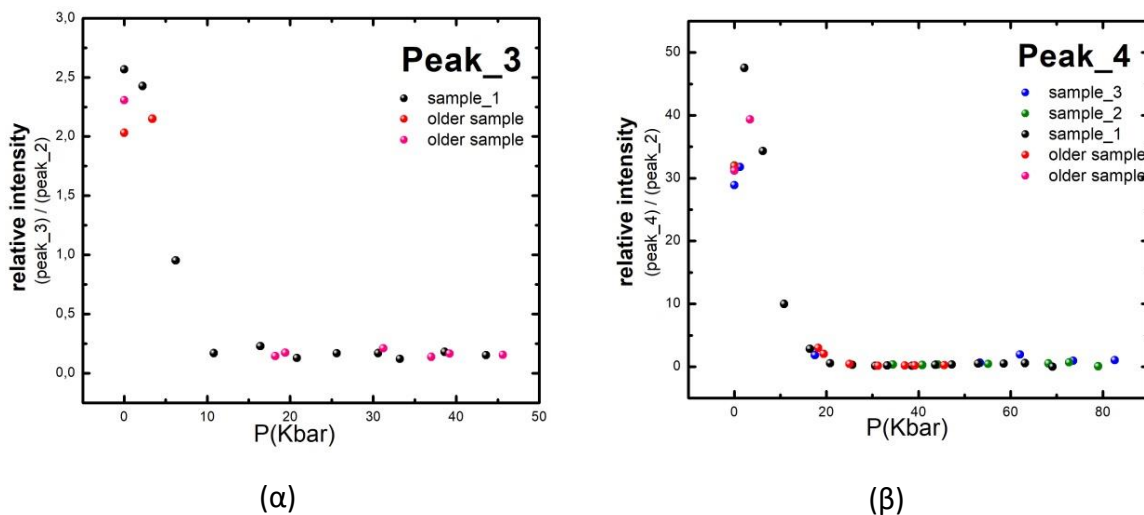 3,0
2,5
2,0
1,5
1,0
0,5
0,0
relative intensity
(peak_3) / (peak_2)
Peak_3
sample_1
older sample
older sample
0
10
20
30
40
50
P(Kbar)
(α)
50
40
30
20
10
0
relative intensity
(peak_4) / (peak_2)
Peak_4
sample_3
sample_2
sample_1
older sample
older sample
0
20
40
60
80
P(Kbar)
(β)